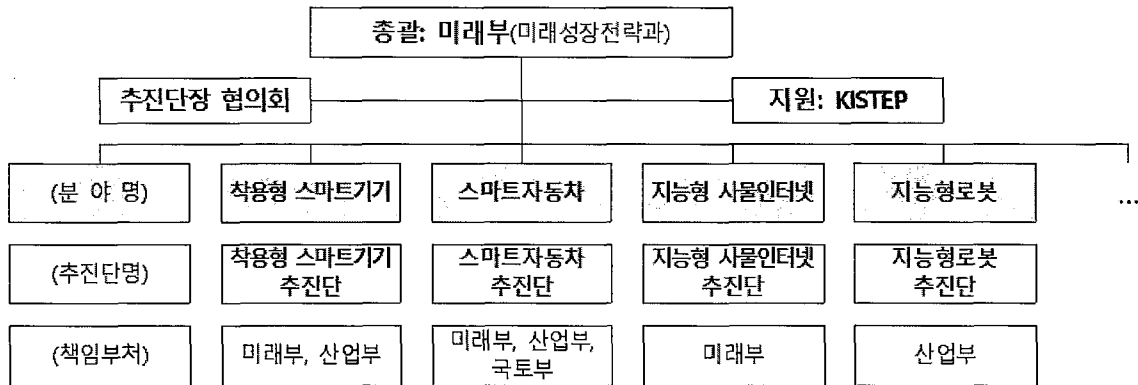 총괄: 미래부(미래성장전략과)
추진단장 협의회
지원: KISTEP
(분 야 명)
착용형 스마트기기
스마트자동차
지능형 사물인터넷
지능형로봇
...
(추진단명)
착용형 스마트기기
추진단
스마트자동차
추진단
지능형 사물인터넷
추진단
지능형로봇
추진단
(책임부처)
미래부, 산업부
미래부, 산업부,
국토부
미래부
산업부